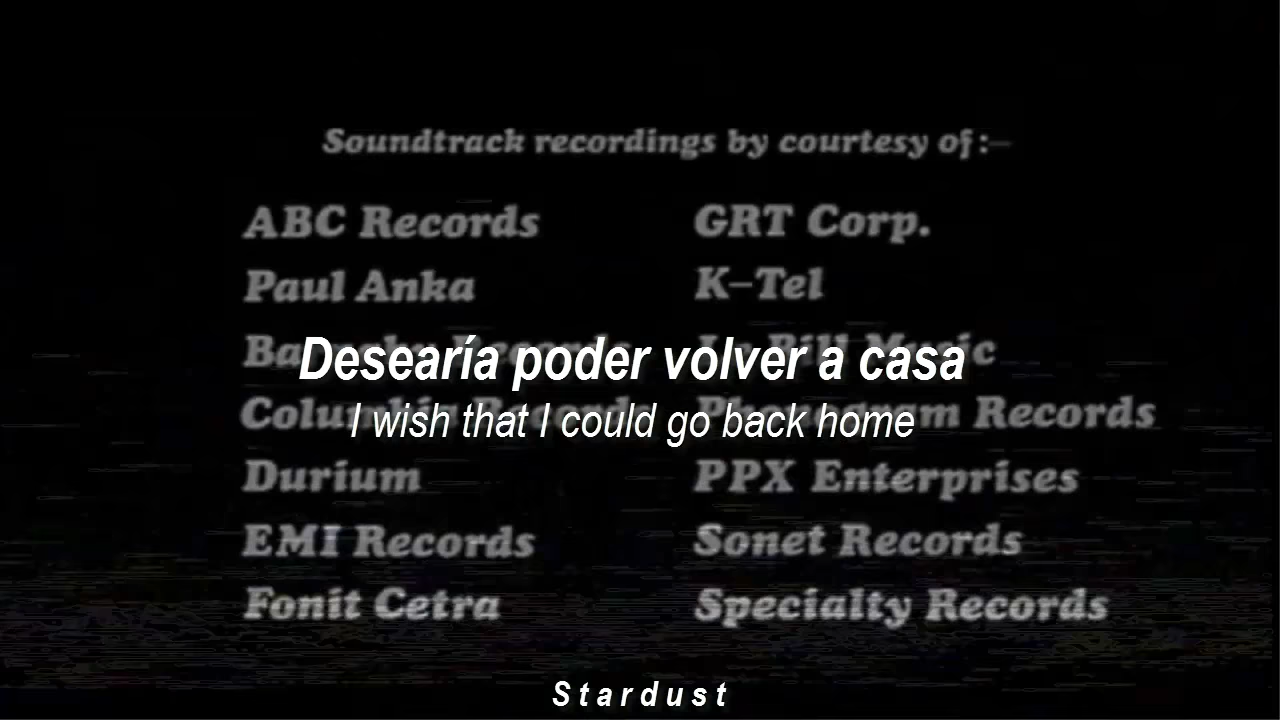 Soundtrack recordings by courtesy of:–
ABC Records GRT Corp.
Paul Anka K–Tel
Desearía poder volver a casa
I wish that I could go back home
Records
Durium PPX Enterprises
EMI Records Sonet Records
Fonit Cetra Specialty Records
Stardust